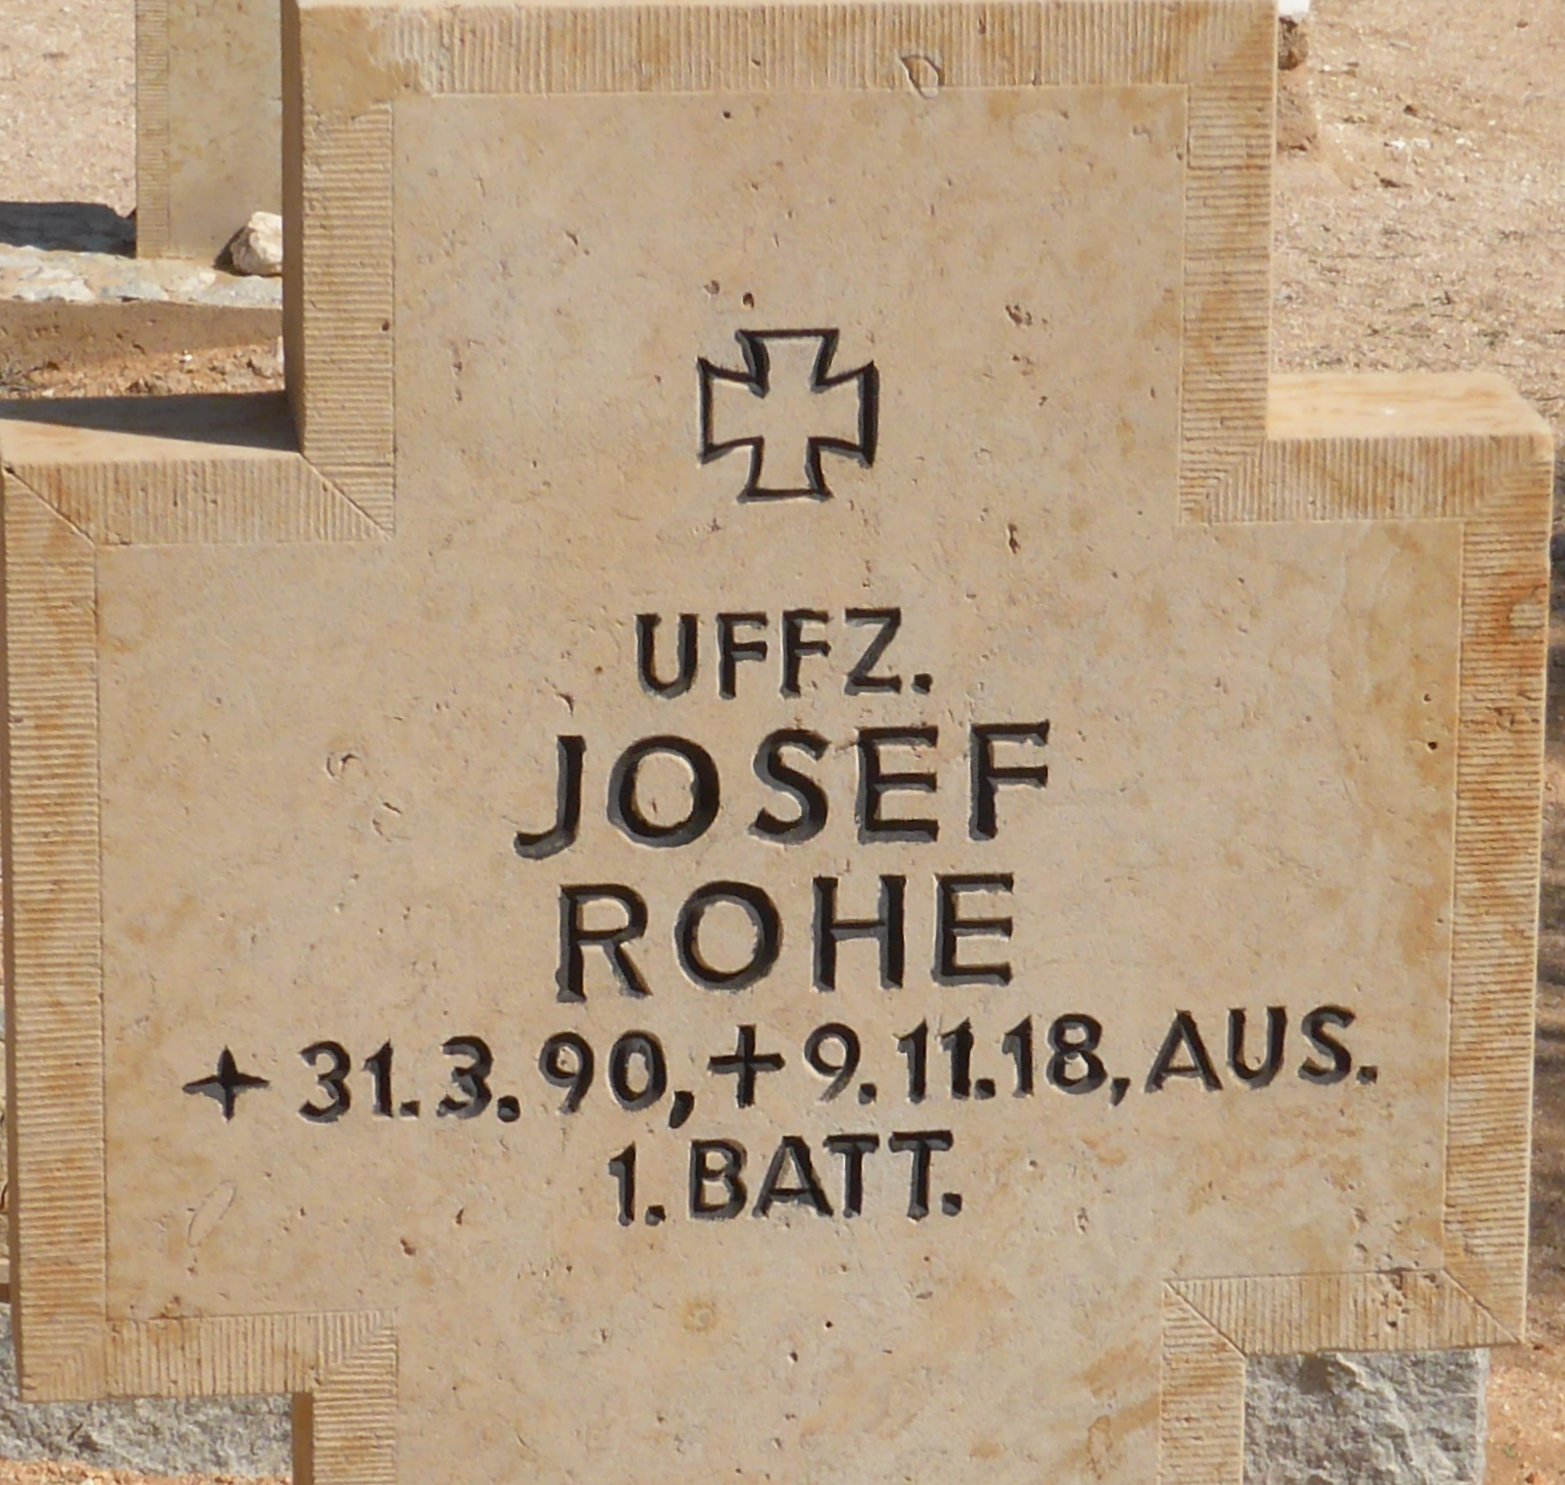 UFFZ.
JOSEF
ROHE
+ 31.3.90, + 9.11.18, AUS.
1. BATT.